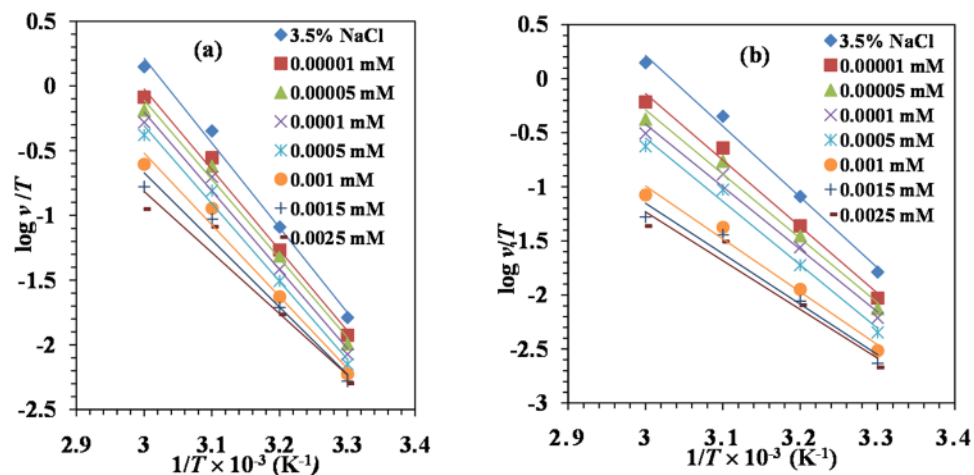 0.5
0
-0.5
-1
-1.5
-2
-2.5
2.9
3
3.1
3.2
3.3
3.4
log v/T
1/T × 10⁻³ (K⁻¹)
(a)
3.5% NaCl
0.00001 mM
0.00005 mM
0.0001 mM
0.0005 mM
0.001 mM
0.0015 mM
0.0025 mM
0.5
0
-0.5
-1
-1.5
-2
-2.5
-3
2.9
3
3.1
3.2
3.3
3.4
log v/T
1/T × 10⁻³ (K⁻¹)
(b)
3.5% NaCl
0.00001 mM
0.00005 mM
0.0001 mM
0.0005 mM
0.001 mM
0.0015 mM
0.0025 mM